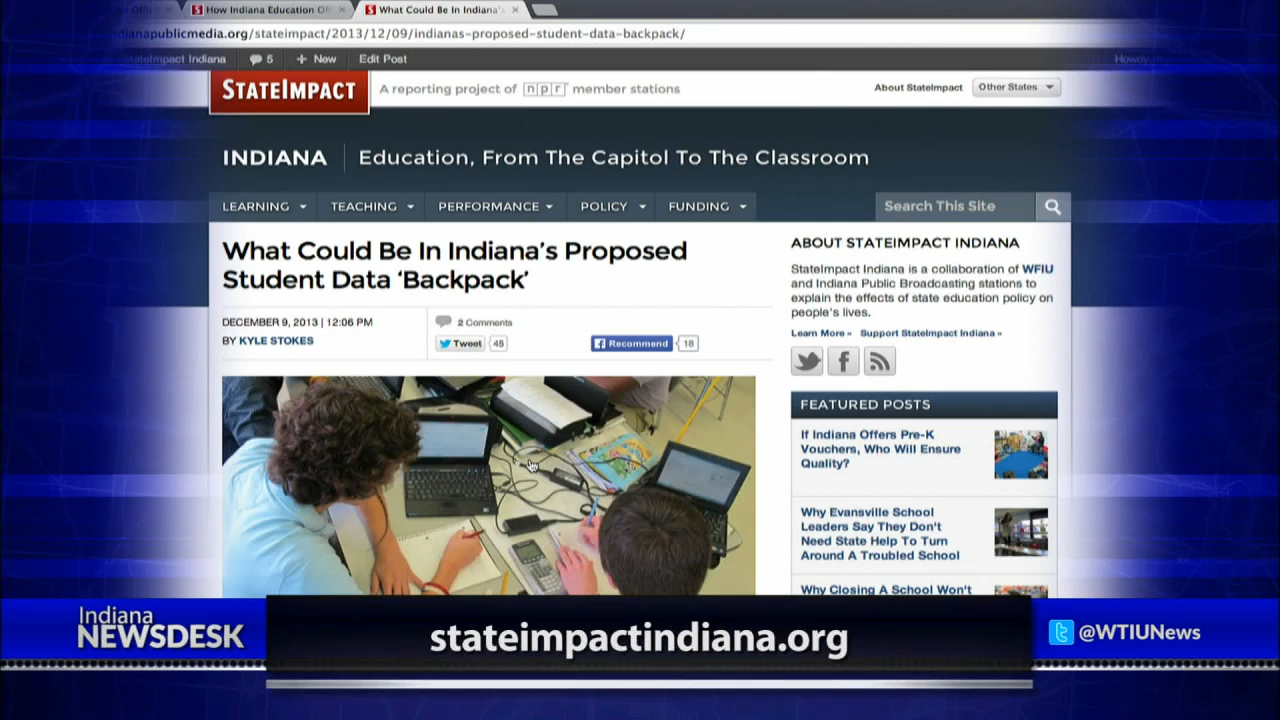 How Indiana Education Of
What Could Be In Indiana's
indianapublicmedia.org/stateimpact/2013/12/09/indianas-proposed-student-data-backpack/
StateImpact Indiana 5 + New Edit Post Howdy
STATEIMPACT
A reporting project of npr member stations
About StateImpact
Other States
INDIANA
Education, From The Capitol To The Classroom
LEARNING TEACHING PERFORMANCE POLICY FUNDING
Search This Site
What Could Be In Indiana's Proposed
Student Data 'Backpack'
DECEMBER 9, 2013 | 12:06 PM
BY KYLE STOKES
2 Comments
Tweet 45
Recommend 18
ABOUT STATEIMPACT INDIANA
StateImpact Indiana is a collaboration of WFIU
and Indiana Public Broadcasting stations to
explain the effects of state education policy on
people's lives.
Learn More » Support StateImpact Indiana »
FEATURED POSTS
If Indiana Offers Pre-K
Vouchers, Who Will Ensure
Quality?
Why Evansville School
Leaders Say They Don't
Need State Help To Turn
Around A Troubled School
Why Closing A School Won't
Indiana
NEWSDESK
stateimpactindiana.org
@WTIUNews